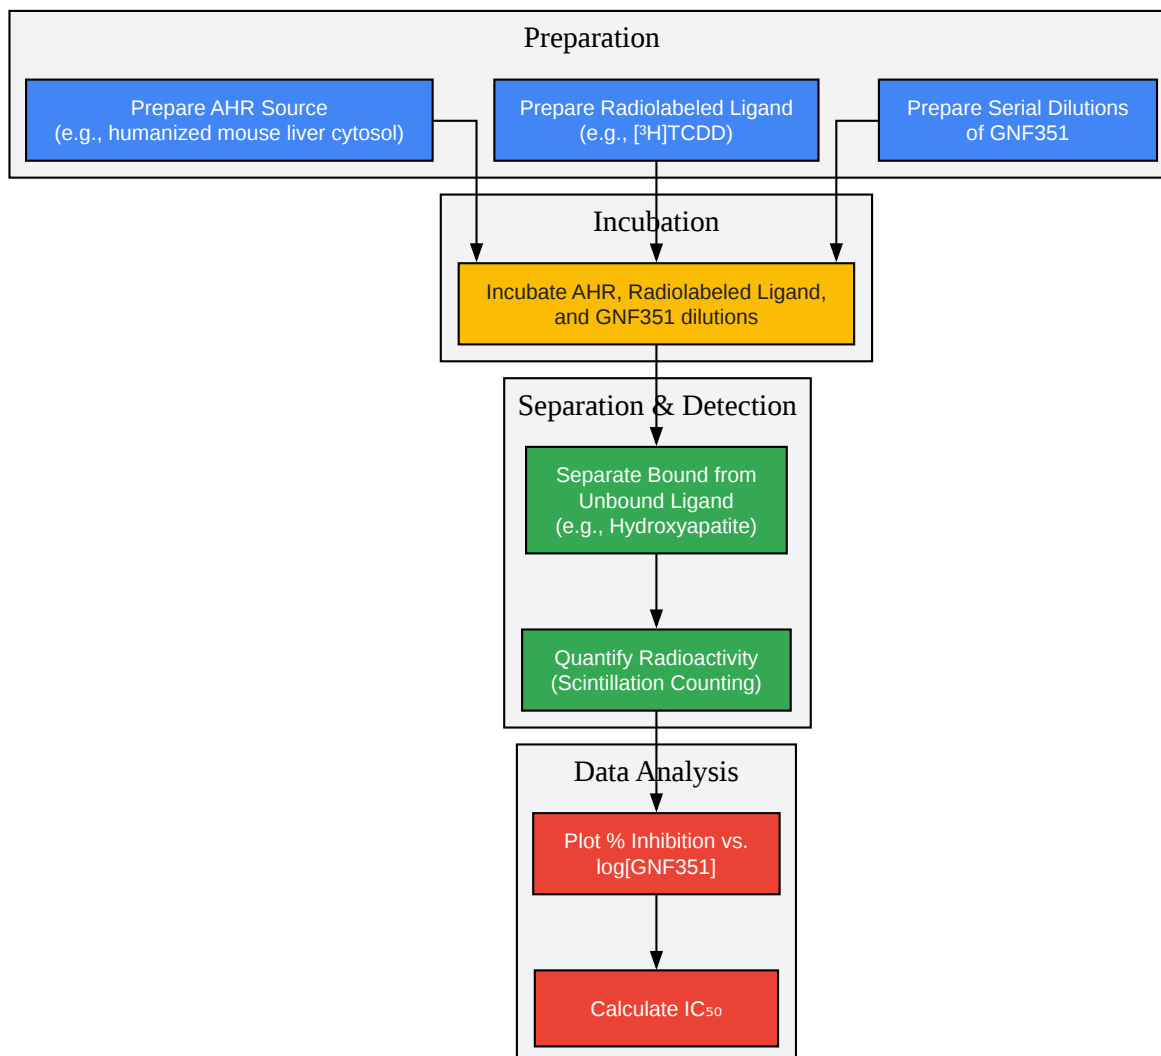 Preparation
Prepare AHR Source
(e.g., humanized mouse liver cytosol)
Prepare Radiolabeled Ligand
(e.g., [³H]TCDD)
Prepare Serial Dilutions
of GNF351
Incubation
Incubate AHR, Radiolabeled Ligand,
and GNF351 dilutions
Separation & Detection
Separate Bound from
Unbound Ligand
(e.g., Hydroxyapatite)
Quantify Radioactivity
(Scintillation Counting)
Data Analysis
Plot % Inhibition vs.
log[GNF351]
Calculate IC₅₀